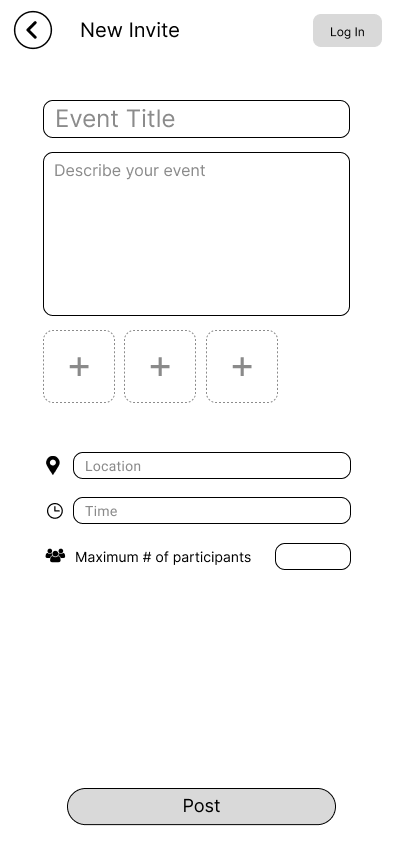 New Invite
Log In
Event Title
Describe your event
+ + +
Location
Time
Maximum # of participants
Post